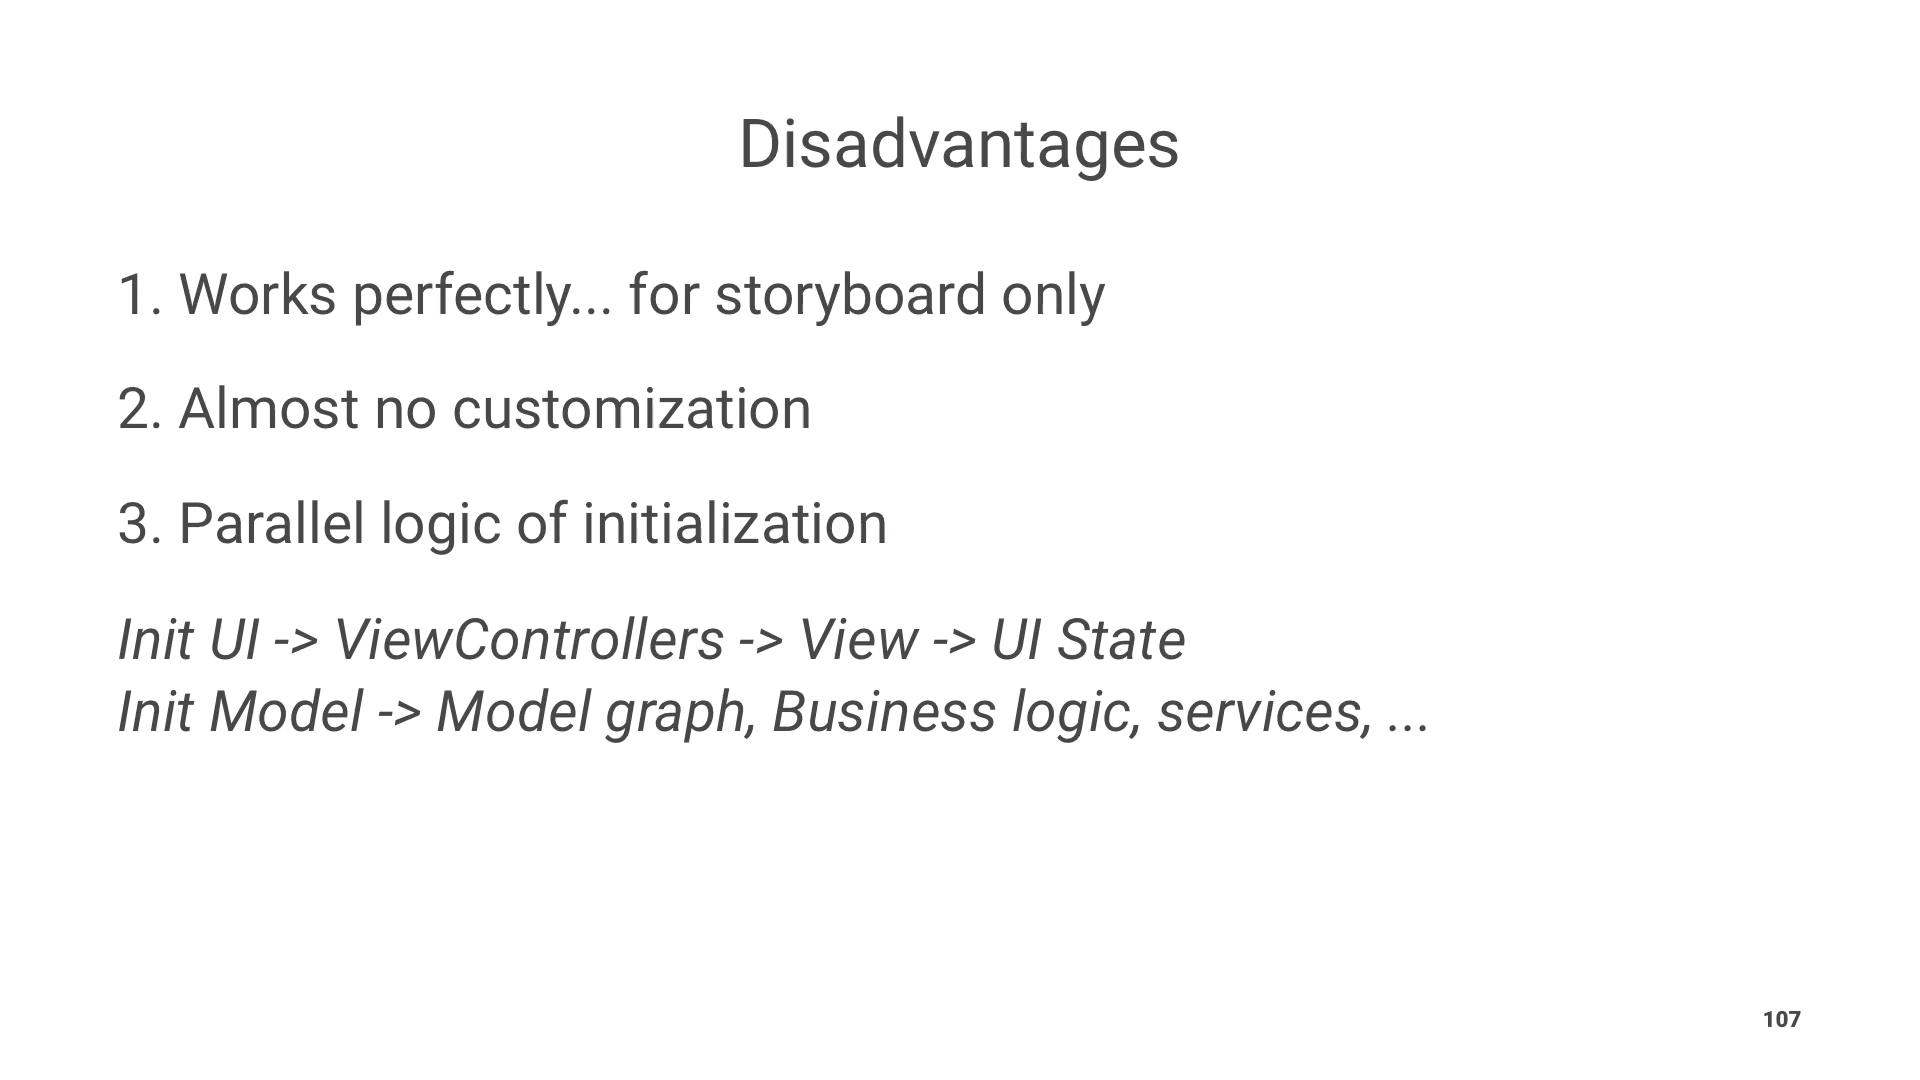 Disadvantages
1. Works perfectly... for storyboard only
2. Almost no customization
3. Parallel logic of initialization
Init UI -> ViewControllers -> View -> UI State
Init Model -> Model graph, Business logic, services, ...
107